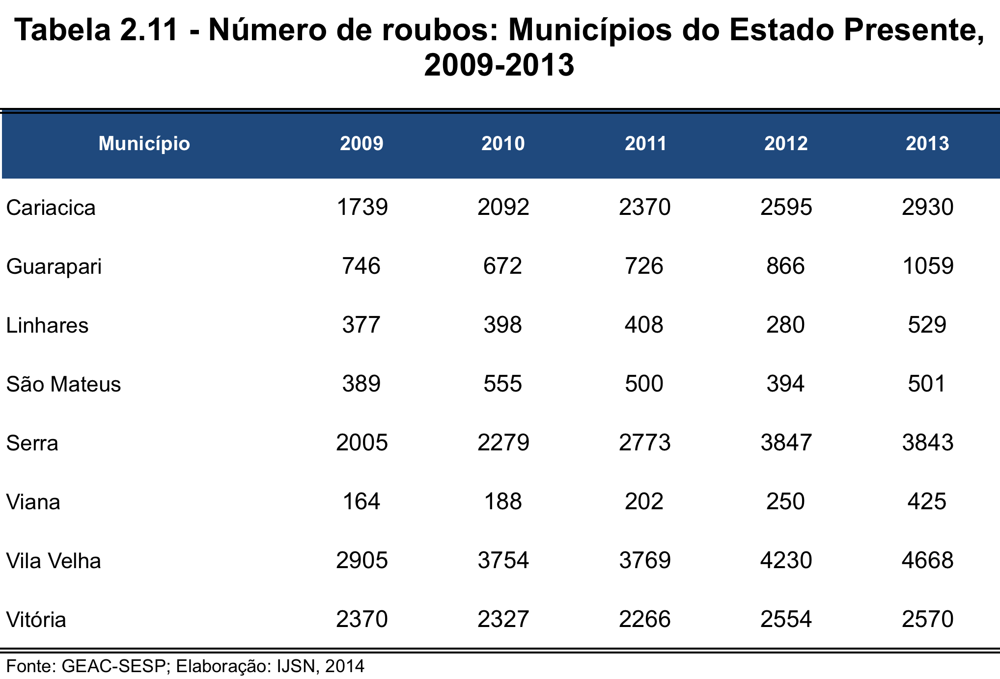 Tabela 2.11 - Número de roubos: Municípios do Estado Presente,
2009-2013
Município 2009 2010 2011 2012 2013
Cariacica 1739 2092 2370 2595 2930
Guarapari 746 672 726 866 1059
Linhares 377 398 408 280 529
São Mateus 389 555 500 394 501
Serra 2005 2279 2773 3847 3843
Viana 164 188 202 250 425
Vila Velha 2905 3754 3769 4230 4668
Vitória 2370 2327 2266 2554 2570
Fonte: GEAC-SESP; Elaboração: IJSN, 2014